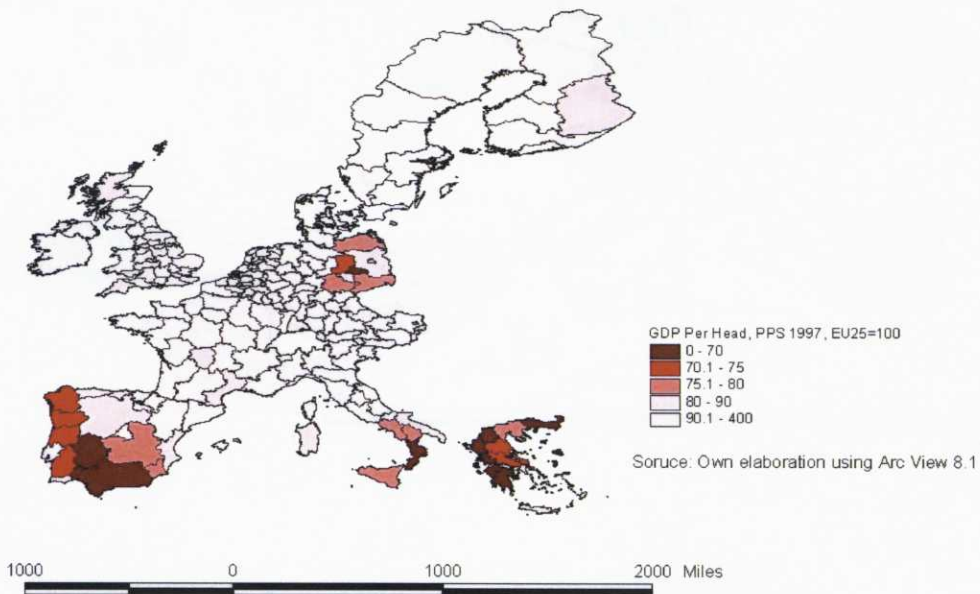 GDP Per Head, PPS 1997, EU25=100
0 - 70
70.1 - 75
75.1 - 80
80 - 90
90.1 - 400
Soruce: Own elaboration using Arc View 8.1
1000 0 1000 2000 Miles